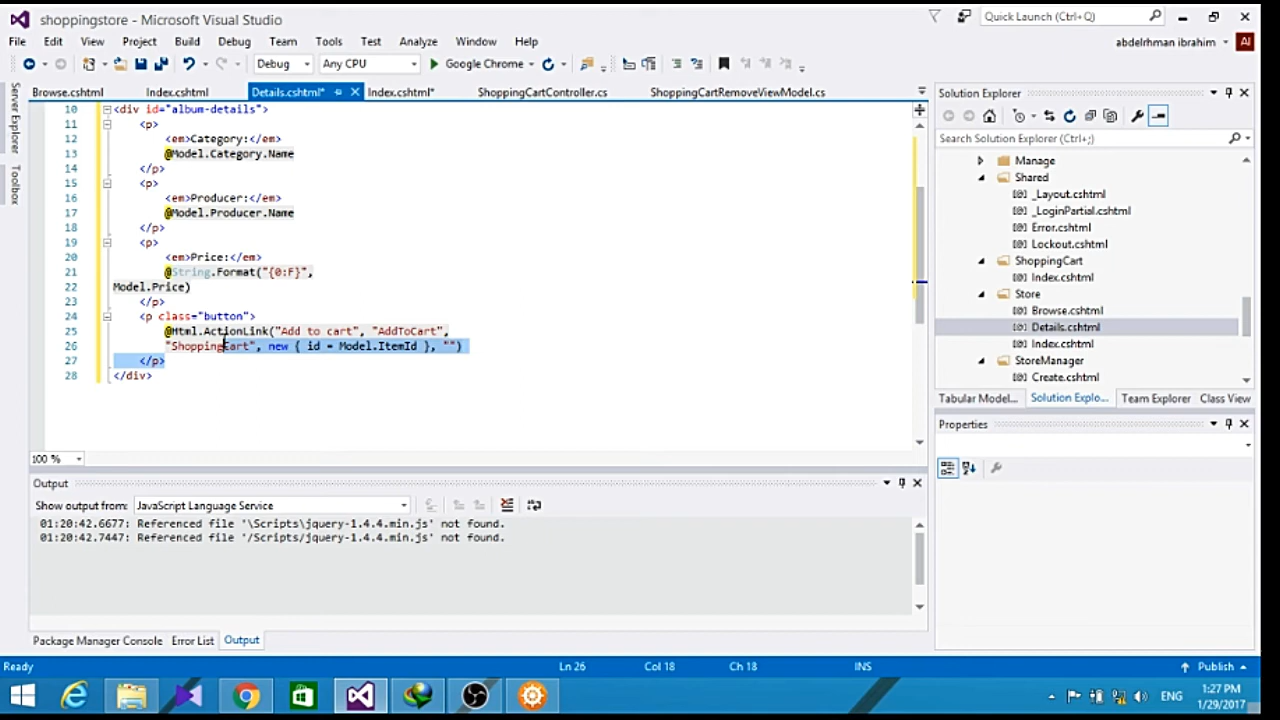 shoppingstore - Microsoft Visual Studio
Quick Launch (Ctrl+Q)
File Edit View Project Build Debug Team Tools Test Analyze Window Help
abdelrhman ibrahim AI
Debug Any CPU Google Chrome
Browse.cshtml Index.cshtml Details.cshtml* Index.cshtml* ShoppingCartController.cs ShoppingCartRemoveViewModel.cs
Server Explorer
Toolbox
10 <div id="album-details">
11 <p>
12 <em>Category:</em>
13 @Model.Category.Name
14 </p>
15 <p>
16 <em>Producer:</em>
17 @Model.Producer.Name
18 </p>
19 <p>
20 <em>Price:</em>
21 @String.Format("{0:F}",
22 Model.Price)
23 </p>
24 <p class="button">
25 @Html.ActionLink("Add to cart", "AddToCart",
26 "ShoppingCart", new { id = Model.ItemId }, "")
27 </p>
28 </div>
100 %
Solution Explorer
Search Solution Explorer (Ctrl+;)
Manage
Shared
_Layout.cshtml
_LoginPartial.cshtml
Error.cshtml
Lockout.cshtml
ShoppingCart
Index.cshtml
Store
Browse.cshtml
Details.cshtml
Index.cshtml
StoreManager
Create.cshtml
Tabular Model... Solution Explo... Team Explorer Class View
Properties
Output
Show output from: JavaScript Language Service
01:20:42.6677: Referenced file '\Scripts\jquery-1.4.4.min.js' not found.
01:20:42.7447: Referenced file '/Scripts/jquery-1.4.4.min.js' not found.
Package Manager Console Error List Output
Ready Ln 26 Col 18 Ch 18 INS Publish
ENG 1:27 PM
1/29/2017